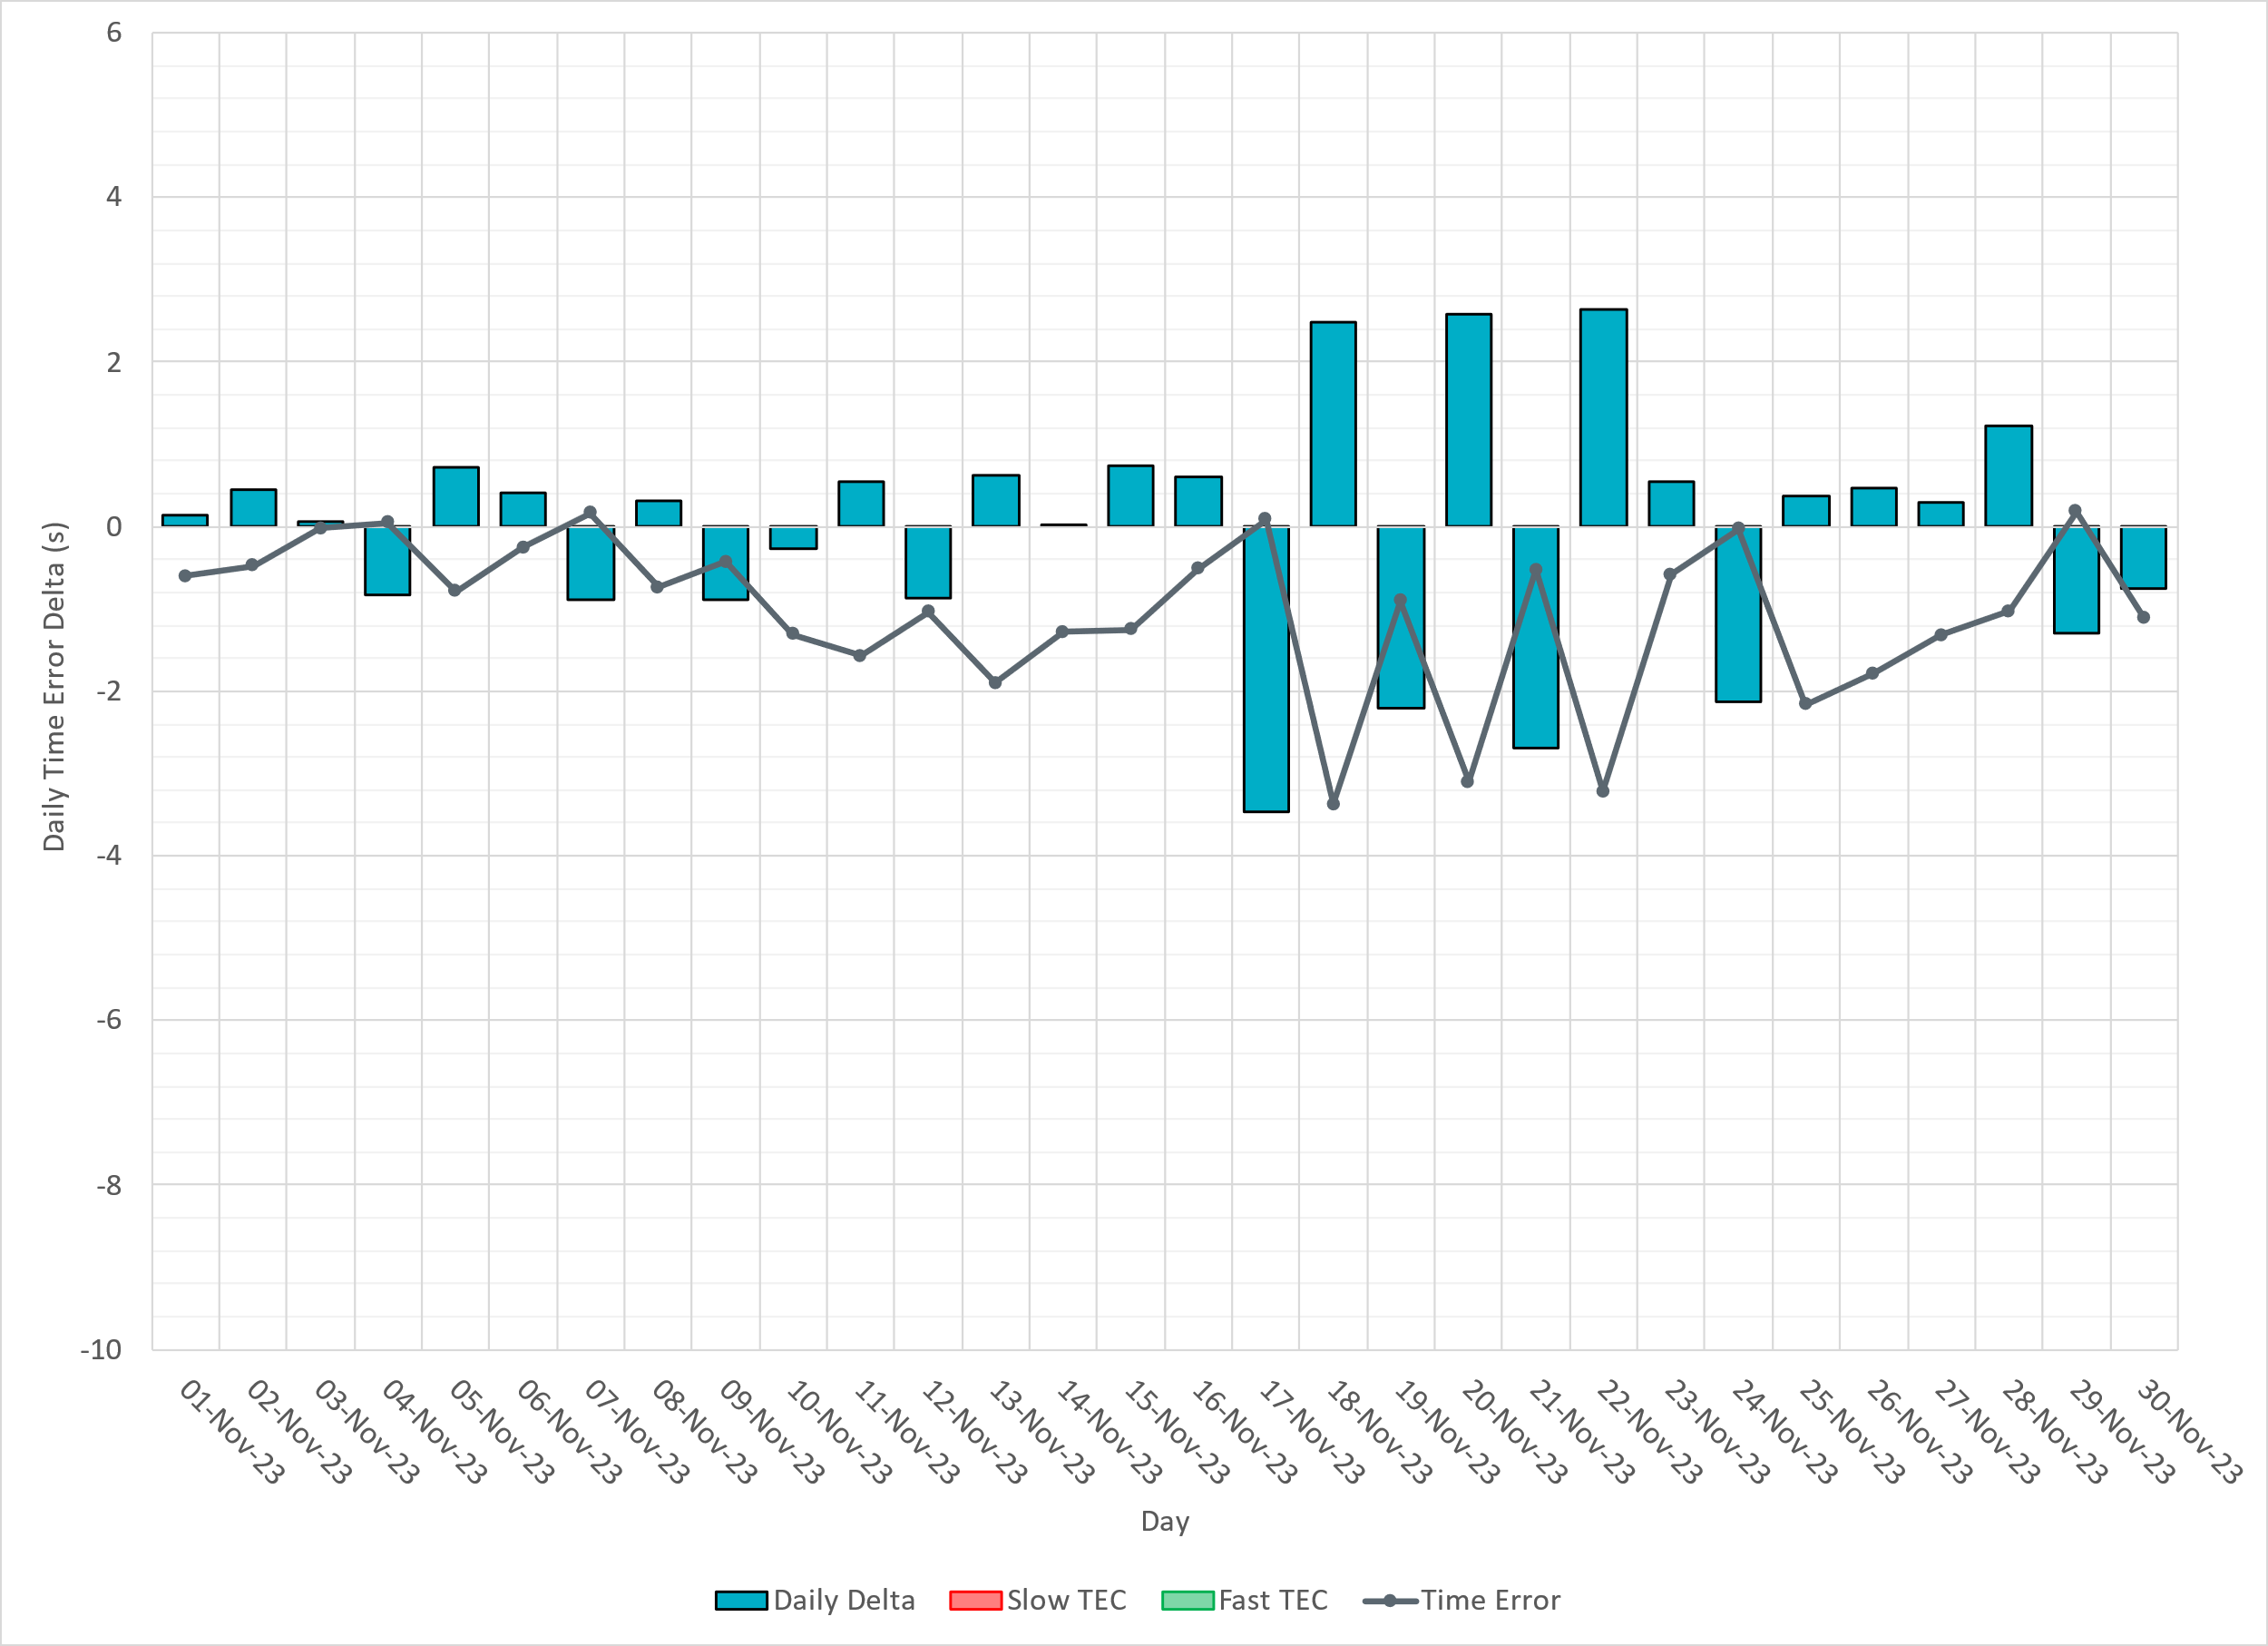 6
4
2
0
-2
-4
-6
-8
-10
Daily Time Error Delta (s)
01-Nov-23
02-Nov-23
03-Nov-23
04-Nov-23
05-Nov-23
06-Nov-23
07-Nov-23
08-Nov-23
09-Nov-23
10-Nov-23
11-Nov-23
12-Nov-23
13-Nov-23
14-Nov-23
15-Nov-23
16-Nov-23
17-Nov-23
18-Nov-23
19-Nov-23
20-Nov-23
21-Nov-23
22-Nov-23
23-Nov-23
24-Nov-23
25-Nov-23
26-Nov-23
27-Nov-23
28-Nov-23
29-Nov-23
30-Nov-23
Day
Daily Delta Slow TEC Fast TEC Time Error